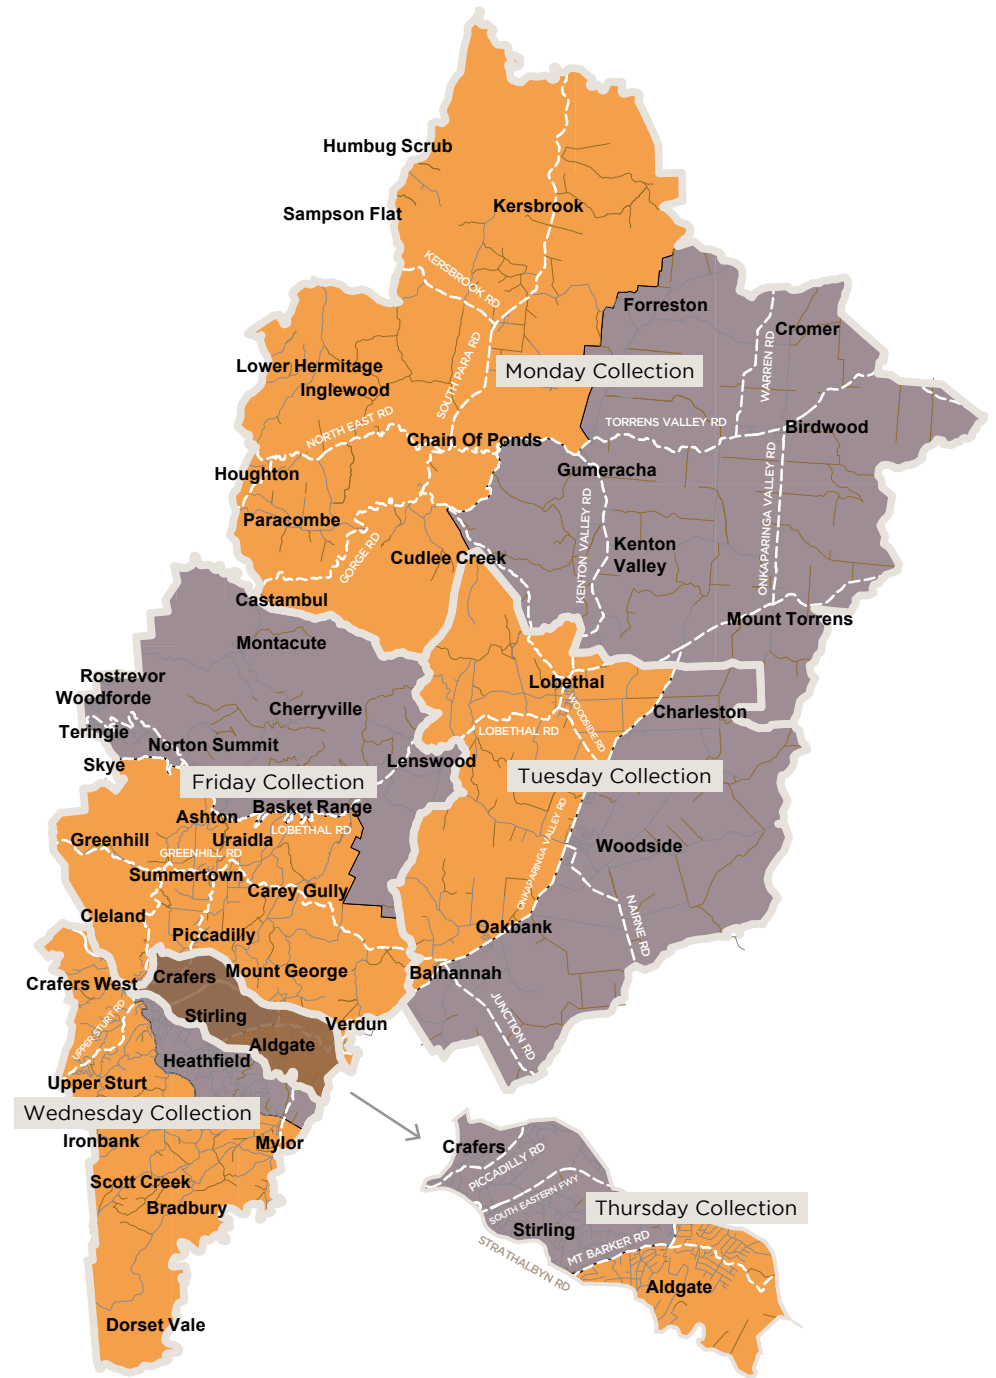 Humbug Scrub
Kersbrook
Sampson Flat
KERSBROOK RD
Forreston
Cromer
WARREN RD
SOUTH PARA RD
Lower Hermitage
Monday Collection
Inglewood
NORTH EAST RD
TORRENS VALLEY RD
Birdwood
Chain Of Ponds
Houghton
Gumeracha
ONKAPARINGA VALLEY RD
KENTON VALLEY RD
Paracombe
GORGE RD
Cudlee Creek
Kenton
Valley
Castambul
Mount Torrens
Montacute
Rostrevor
Woodforde
Lobethal
Cherryville
WOODSIDE RD
Charleston
Teringie
LOBETHAL RD
Norton Summit
Skye
Lenswood
Friday Collection
Tuesday Collection
Basket Range
Ashton
LOBETHAL RD
Greenhill
Uraidla
GREENHILL RD
Woodside
ONKAPARINGA VALLEY RD
Summertown
Carey Gully
Cleland
NAIRNE RD
Oakbank
Piccadilly
Crafers
Mount George
Balhannah
Crafers West
JUNCTION RD
Stirling
Verdun
UPPER STURT RD
Aldgate
Heathfield
Upper Sturt
Wednesday Collection
Ironbank
Mylor
Crafers
PICCADILLY RD
Scott Creek
SOUTH EASTERN FWY
Bradbury
Thursday Collection
Stirling
MT BARKER RD
STRATHALBYN RD
Aldgate
Dorset Vale